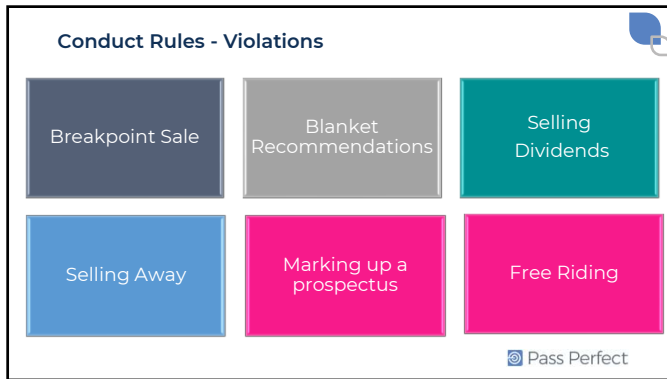 Conduct Rules - Violations
Breakpoint Sale
Blanket
Recommendations
Selling
Dividends
Selling Away
Marking up a
prospectus
Free Riding
Pass Perfect